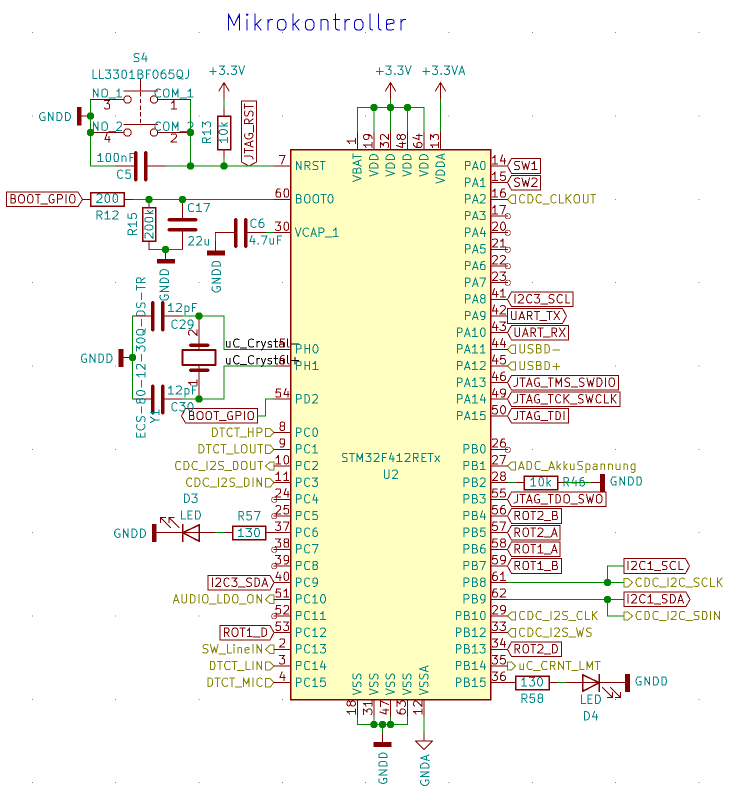 Mikrokontroller
S4
LL3301BF065QJ
NO_1 COM_1
3 1
NO_2 COM_2
4 2
GNDD
100nF
C5
+3.3V
R13
10k
JTAG_RST
+3.3V
+3.3VA
BOOT_GPIO
200
R12
R15
200k
C17
22u
GNDD
C6
4.7uF
GNDD
ECS-80-12-30Q-DS-TR
Y1
12pF
C29
GNDD
12pF
C30
2
1
uC_Crystal-
uC_Crystal+
BOOT_GPIO
1 VBAT
19 VDD
32 VDD
48 VDD
64 VDD
13 VDDA
7 NRST
60 BOOT0
30 VCAP_1
5 PH0
6 PH1
54 PD2
DTCT_HP 8 PC0
DTCT_LOUT 9 PC1
CDC_I2S_DOUT 10 PC2
CDC_I2S_DIN 11 PC3
24 PC4
25 PC5
37 PC6
38 PC7
39 PC8
I2C3_SDA 40 PC9
AUDIO_LDO_ON 51 PC10
52 PC11
ROT1_D 53 PC12
SW_LineIN 2 PC13
DTCT_LIN 3 PC14
DTCT_MIC 4 PC15
D3
LED
R57
130
GNDD
STM32F412RETx
U2
PA0 14 SW1
PA1 15 SW2
PA2 16 CDC_CLKOUT
PA3 17
PA4 20
PA5 21
PA6 22
PA7 23
PA8 41 I2C3_SCL
PA9 42 UART_TX
PA10 43 UART_RX
PA11 44 USBD-
PA12 45 USBD+
PA13 46 JTAG_TMS_SWDIO
PA14 49 JTAG_TCK_SWCLK
PA15 50 JTAG_TDI
PB0 26
PB1 27 ADC_AkkuSpannung
PB2 28 10k R46 GNDD
PB3 55 JTAG_TDO_SWO
PB4 56 ROT2_B
PB5 57 ROT2_A
PB6 58 ROT1_A
PB7 59 ROT1_B
PB8 61 I2C1_SCL
CDC_I2C_SCLK
PB9 62 I2C1_SDA
CDC_I2C_SDIN
PB10 29 CDC_I2S_CLK
PB12 33 CDC_I2S_WS
PB13 34 ROT2_D
PB14 35 uC_CRNT_LMT
PB15 36 130 GNDD
R58
LED
D4
VSS 18
VSS 31
VSS 47
VSS 63
VSSA 12
GNDD
GNDA